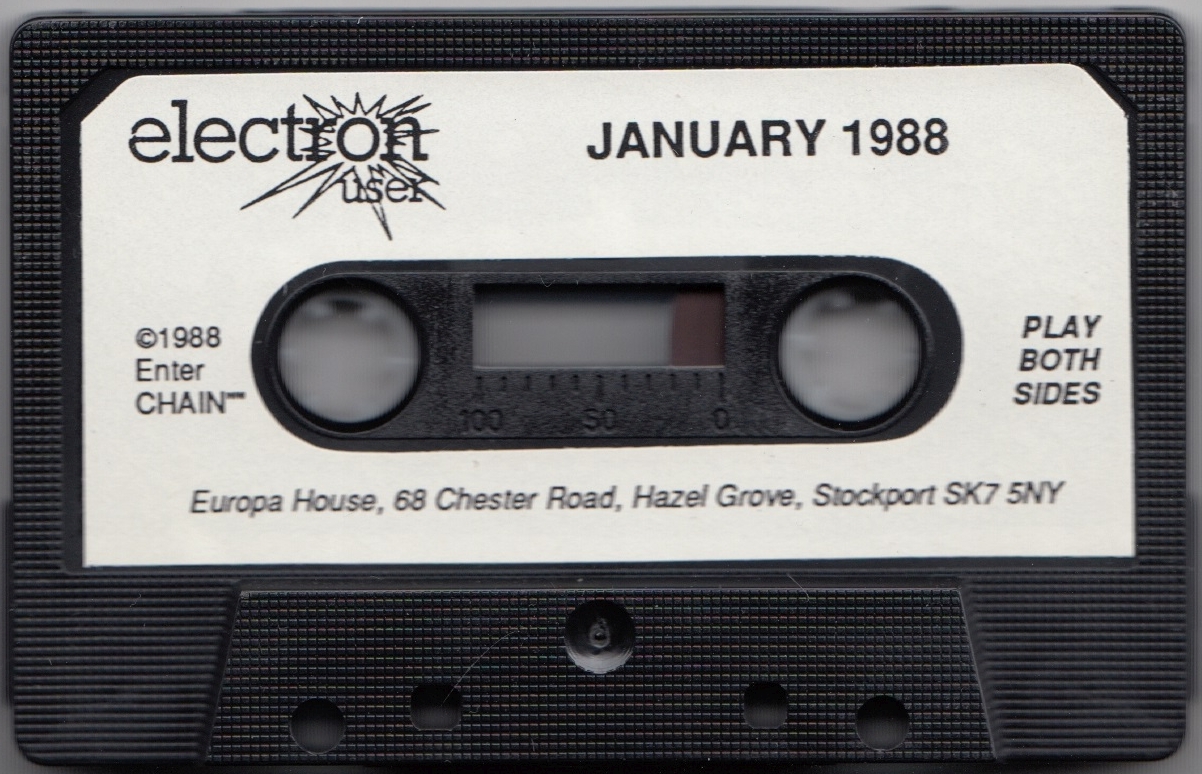 electron
user
JANUARY 1988
©1988
Enter
CHAIN""
PLAY
BOTH
SIDES
100 50 0
Europa House, 68 Chester Road, Hazel Grove, Stockport SK7 5NY